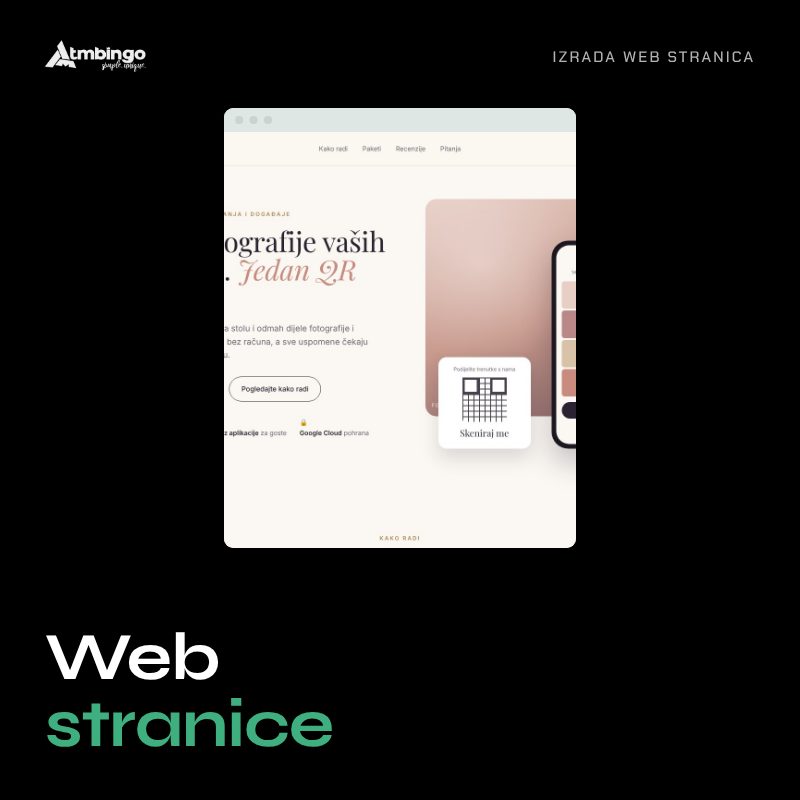 Atmbingo
simple. unique.
IZRADA WEB STRANICA
Kako radi Paketi Recenzije Pitanja
ANJA I DOGAĐAJE
ografije vaših
. Jedan QR
a stolu i odmah dijele fotografije i
bez računa, a sve uspomene čekaju
u.
Pogledajte kako radi
z aplikacije za goste
Google Cloud pohrana
Podijelite trenutke s nama
Skeniraj me
KAKO RADI
Web
stranice